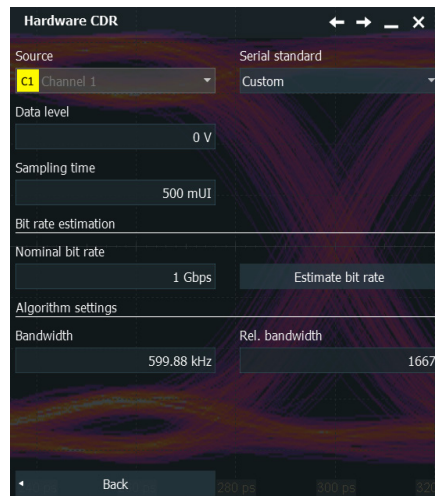 Hardware CDR
Source
Serial standard
C1 Channel 1
Custom
Data level
0 V
Sampling time
500 mUI
Bit rate estimation
Nominal bit rate
1 Gbps
Estimate bit rate
Algorithm settings
Bandwidth
Rel. bandwidth
599.88 kHz
1667
Back
280 ps
300 ps
320